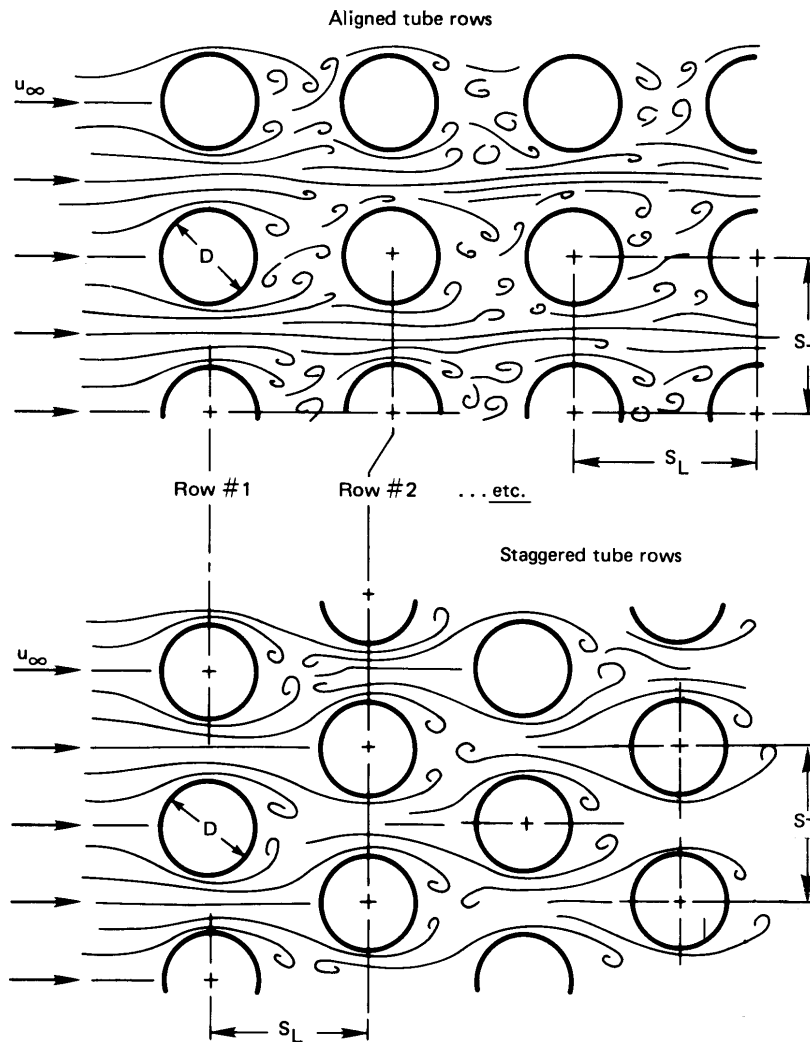 Aligned tube rows
u∞
D
S
S_L
Row #1 Row #2 ... etc.
Staggered tube rows
u∞
D
S
S_L